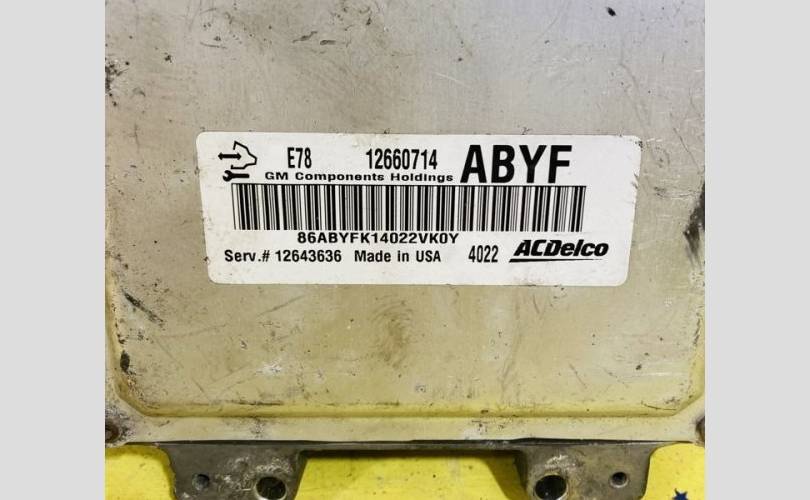 E78 12660714 ABYF
GM Components Holdings
86ABYFK14022VK0Y
Serv.# 12643636 Made in USA 4022 ACDelco